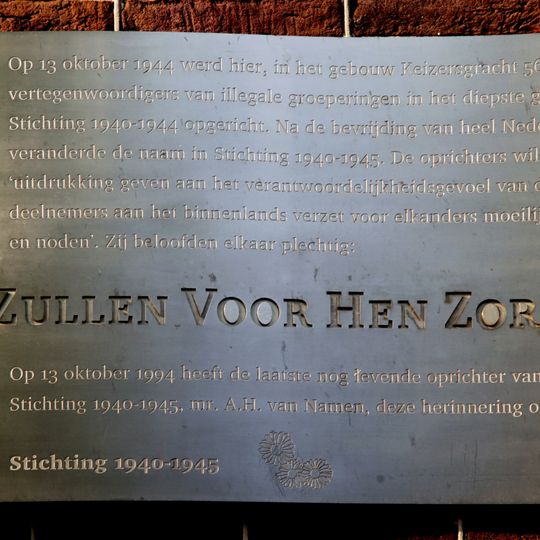 Op 13 oktober 1944 werd hier, in het gebouw Keizersgracht
vertegenwoordigers van illegale groeperingen in het diepste
Stichting 1940-1944 opgericht. Na de bevrijding van heel
veranderde de naam in Stichting 1940-1945. De oprichters
'uitdrukking geven aan het verantwoordelijkheidsgevoel van
deelnemers aan het binnenlands verzet voor elkanders
en noden'. Zij beloofden elkaar plechtig:
Zullen Voor Hen
Op 13 oktober 1994 heeft de laatste nog levende oprichter van
Stichting 1940-1945, mr. A.H. van Namen, deze herinnering
Stichting 1940-1945